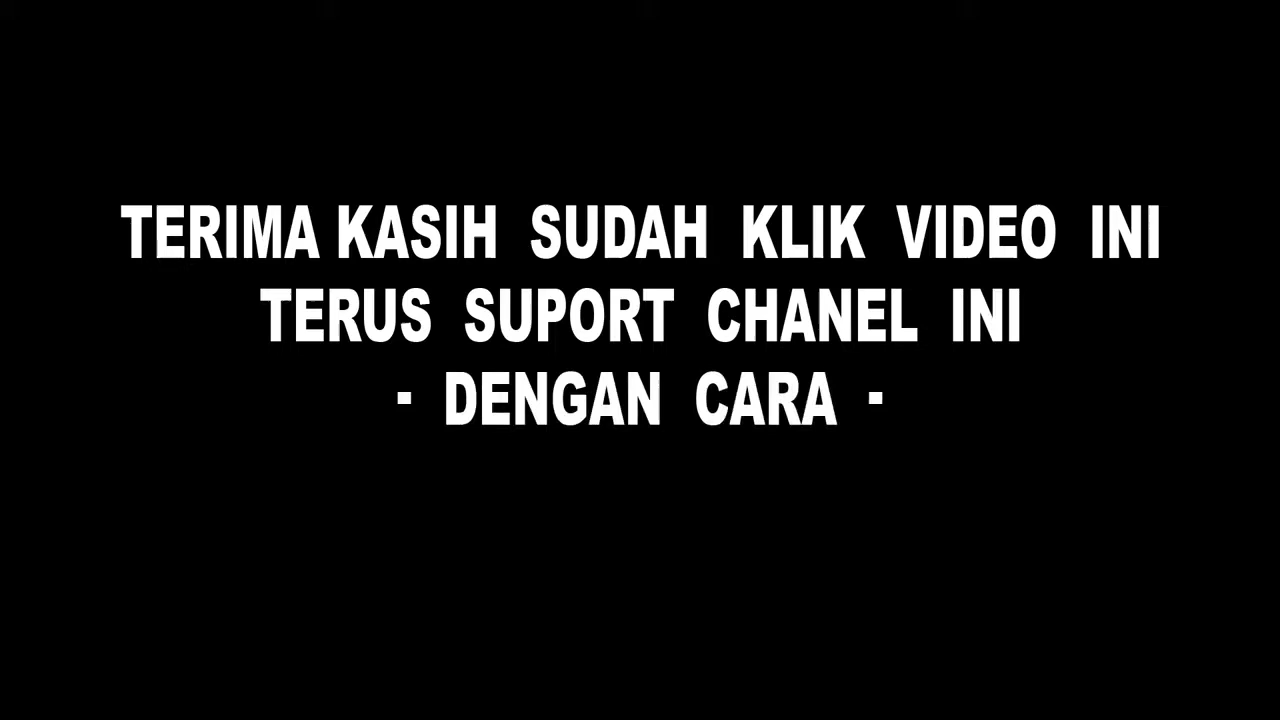 TERIMA KASIH SUDAH KLIK VIDEO INI
TERUS SUPORT CHANEL INI
- DENGAN CARA -